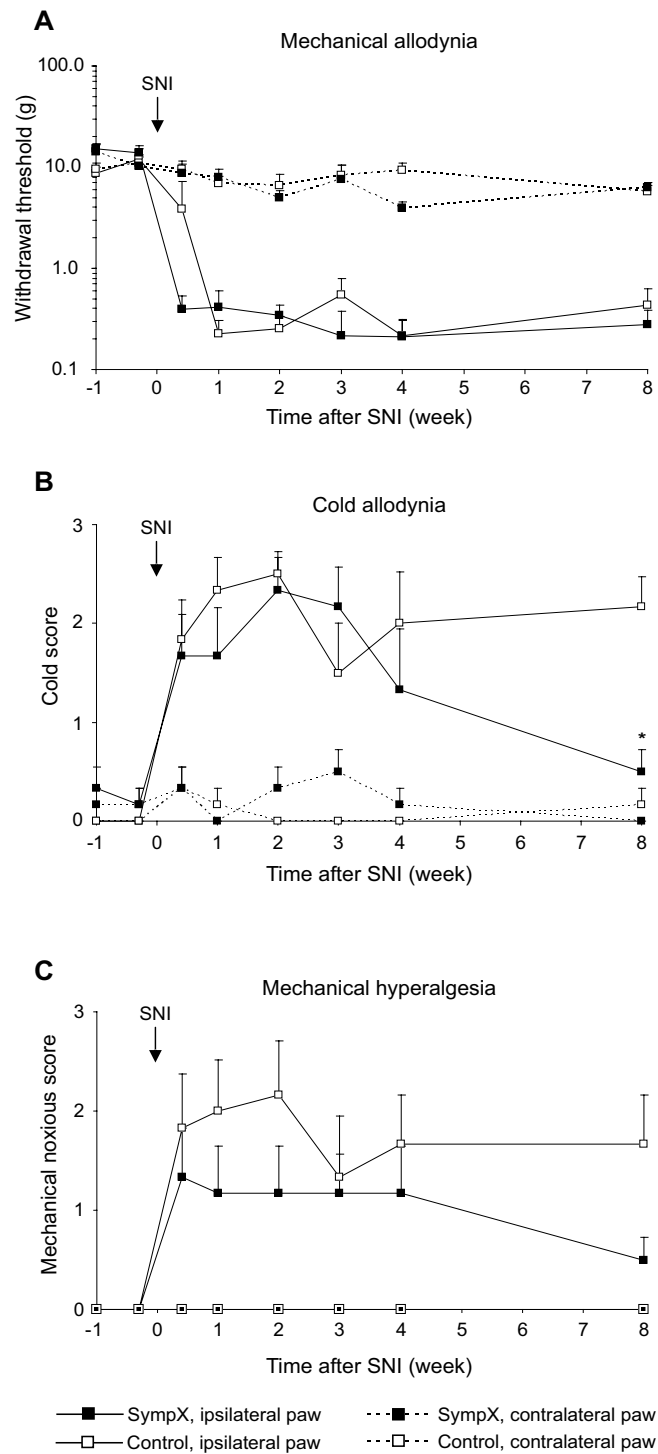 A
Mechanical allodynia
SNI
Withdrawal threshold (g)
100.0
10.0
1.0
0.1
-1 0 1 2 3 4 5 6 7 8
Time after SNI (week)
B
Cold allodynia
SNI
Cold score
3
2
1
0
*
-1 0 1 2 3 4 5 6 7 8
Time after SNI (week)
C
Mechanical hyperalgesia
SNI
Mechanical noxious score
3
2
1
0
-1 0 1 2 3 4 5 6 7 8
Time after SNI (week)
SympX, ipsilateral paw
SympX, contralateral paw
Control, ipsilateral paw
Control, contralateral paw